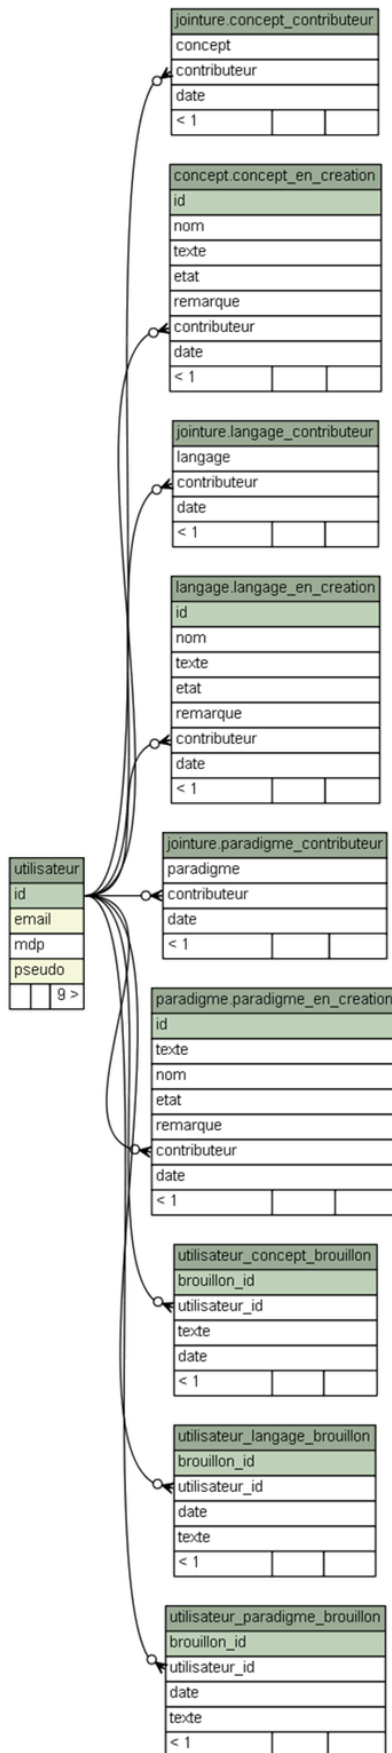 jointure.concept_contributeur
concept
contributeur
date
< 1
concept.concept_en_creation
id
nom
texte
etat
remarque
contributeur
date
< 1
jointure.langage_contributeur
langage
contributeur
date
< 1
langage.langage_en_creation
id
nom
texte
etat
remarque
contributeur
date
< 1
utilisateur
id
email
mdp
pseudo
9 >
jointure.paradigme_contributeur
paradigme
contributeur
date
< 1
paradigme.paradigme_en_creation
id
texte
nom
etat
remarque
contributeur
date
< 1
utilisateur_concept_brouillon
brouillon_id
utilisateur_id
texte
date
< 1
utilisateur_langage_brouillon
brouillon_id
utilisateur_id
date
texte
< 1
utilisateur_paradigme_brouillon
brouillon_id
utilisateur_id
date
texte
< 1